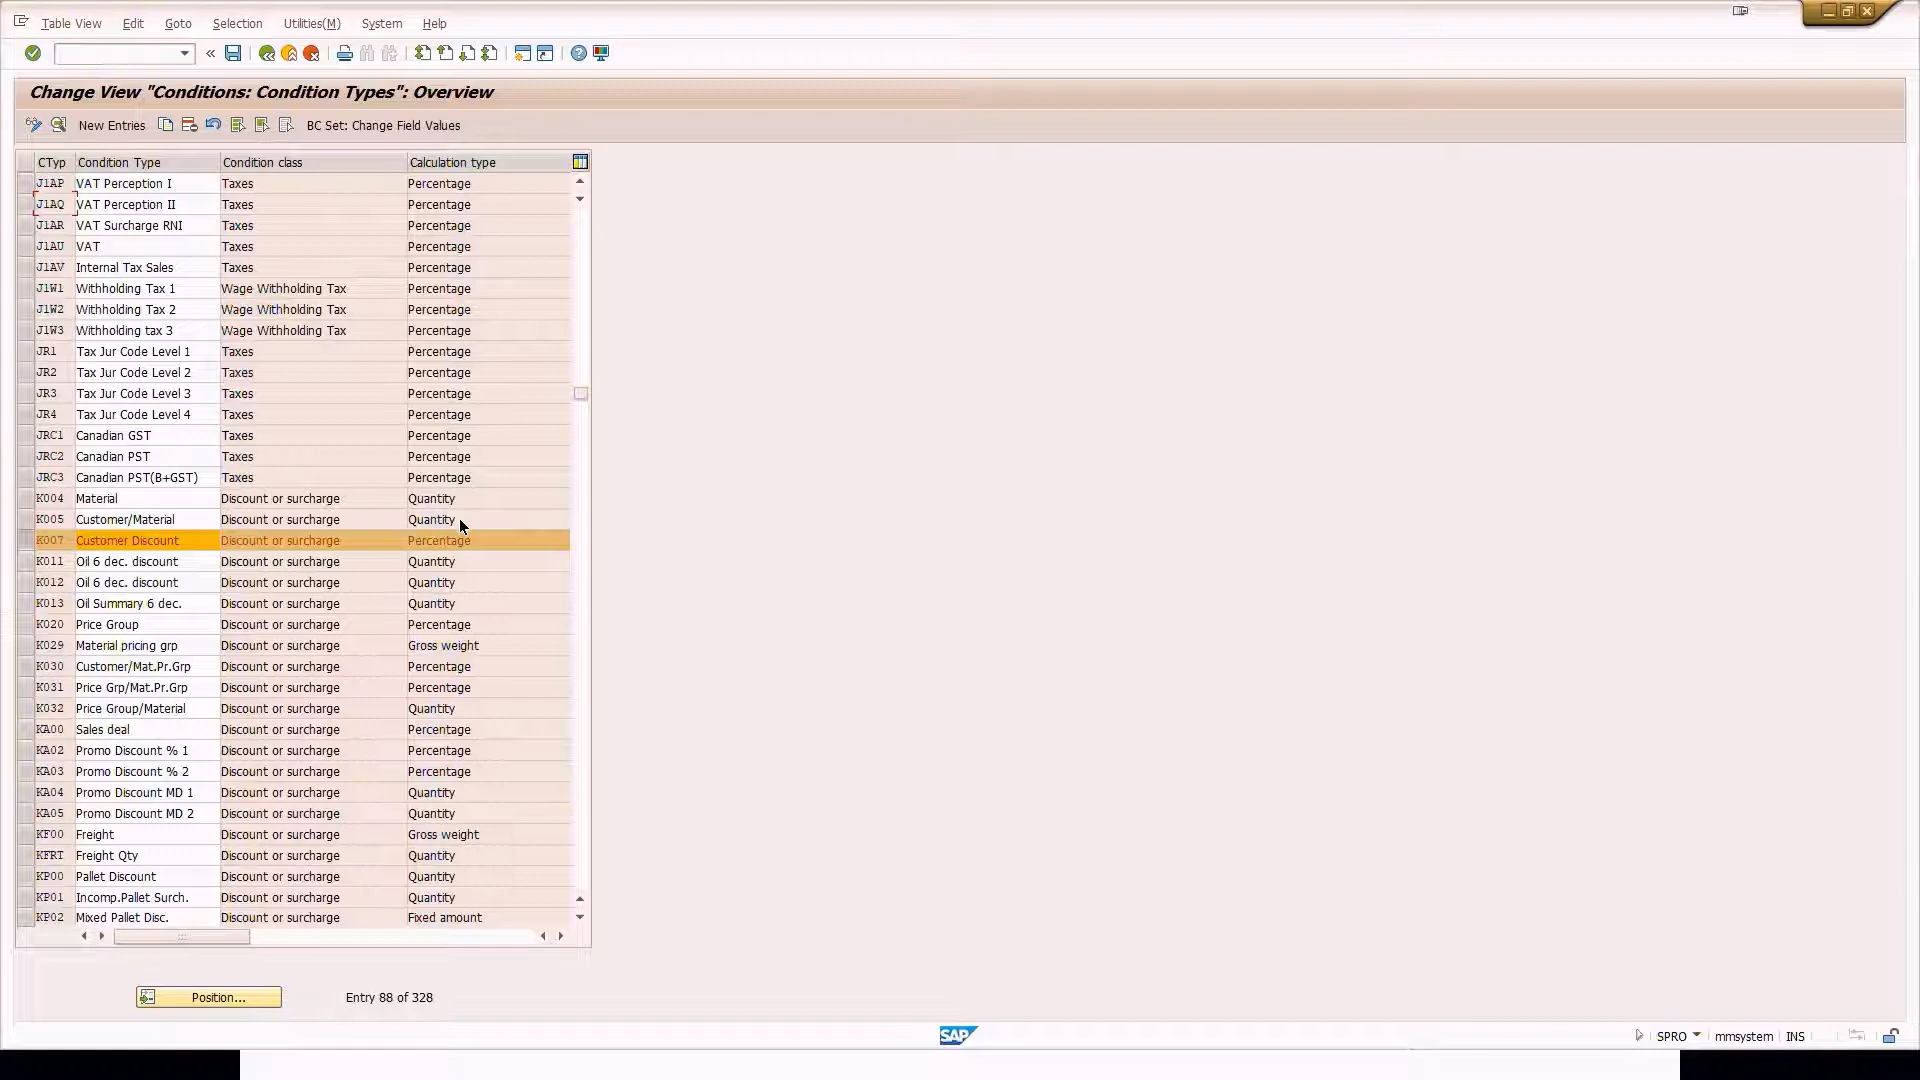 Table View Edit Goto Selection Utilities(M) System Help
Change View "Conditions: Condition Types": Overview
New Entries BC Set: Change Field Values
CTyp Condition Type Condition class Calculation type
J1AP VAT Perception I Taxes Percentage
J1AQ VAT Perception II Taxes Percentage
J1AR VAT Surcharge RNI Taxes Percentage
J1AU VAT Taxes Percentage
J1AV Internal Tax Sales Taxes Percentage
J1W1 Withholding Tax 1 Wage Withholding Tax Percentage
J1W2 Withholding Tax 2 Wage Withholding Tax Percentage
J1W3 Withholding tax 3 Wage Withholding Tax Percentage
JR1 Tax Jur Code Level 1 Taxes Percentage
JR2 Tax Jur Code Level 2 Taxes Percentage
JR3 Tax Jur Code Level 3 Taxes Percentage
JR4 Tax Jur Code Level 4 Taxes Percentage
JRC1 Canadian GST Taxes Percentage
JRC2 Canadian PST Taxes Percentage
JRC3 Canadian PST(B+GST) Taxes Percentage
K004 Material Discount or surcharge Quantity
K005 Customer/Material Discount or surcharge Quantity
K007 Customer Discount Discount or surcharge Percentage
K011 Oil 6 dec. discount Discount or surcharge Quantity
K012 Oil 6 dec. discount Discount or surcharge Quantity
K013 Oil Summary 6 dec. Discount or surcharge Quantity
K020 Price Group Discount or surcharge Percentage
K029 Material pricing grp Discount or surcharge Gross weight
K030 Customer/Mat.Pr.Grp Discount or surcharge Percentage
K031 Price Grp/Mat.Pr.Grp Discount or surcharge Percentage
K032 Price Group/Material Discount or surcharge Quantity
KA00 Sales deal Discount or surcharge Percentage
KA02 Promo Discount % 1 Discount or surcharge Percentage
KA03 Promo Discount % 2 Discount or surcharge Percentage
KA04 Promo Discount MD 1 Discount or surcharge Quantity
KA05 Promo Discount MD 2 Discount or surcharge Quantity
KF00 Freight Discount or surcharge Gross weight
KFRT Freight Qty Discount or surcharge Quantity
KP00 Pallet Discount Discount or surcharge Quantity
KP01 Incomp.Pallet Surch. Discount or surcharge Quantity
KP02 Mixed Pallet Disc. Discount or surcharge Fixed amount
Position... Entry 88 of 328
SAP SPRO mmsystem INS